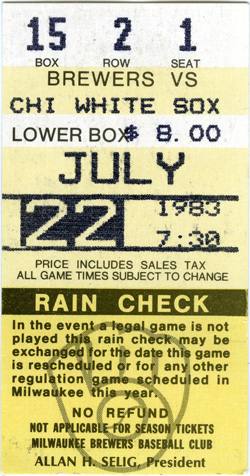 15 2 1
BOX ROW SEAT
BREWERS VS
CHI WHITE SOX
LOWER BOX $ 8.00
JULY
22 1983
7:30
PRICE INCLUDES SALES TAX
ALL GAME TIMES SUBJECT TO CHANGE
RAIN CHECK
In the event a legal game is not
played this rain check may be
exchanged for the date this game
is rescheduled or for any other
regulation game scheduled in
Milwaukee this year.
NO REFUND
NOT APPLICABLE FOR SEASON TICKETS
MILWAUKEE BREWERS BASEBALL CLUB
ALLAN H. SELIG, President